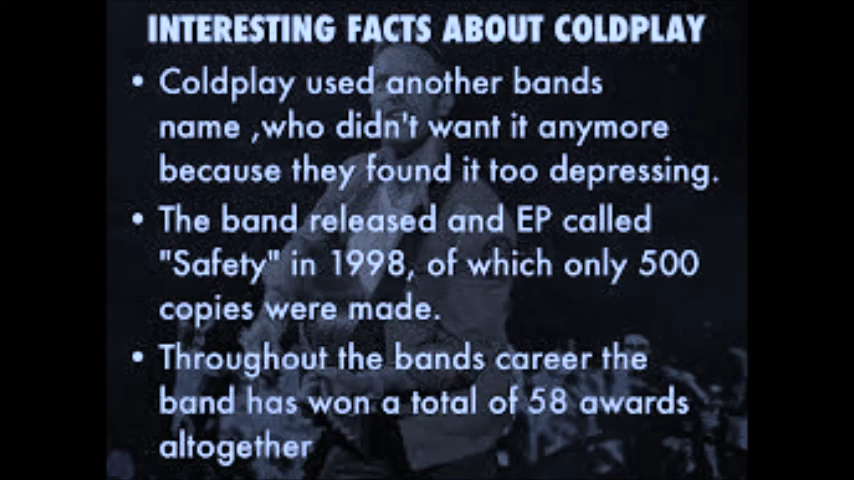 INTERESTING FACTS ABOUT COLDPLAY
• Coldplay used another bands
name ,who didn't want it anymore
because they found it too depressing.
• The band released and EP called
"Safety" in 1998, of which only 500
copies were made.
• Throughout the bands career the
band has won a total of 58 awards
altogether